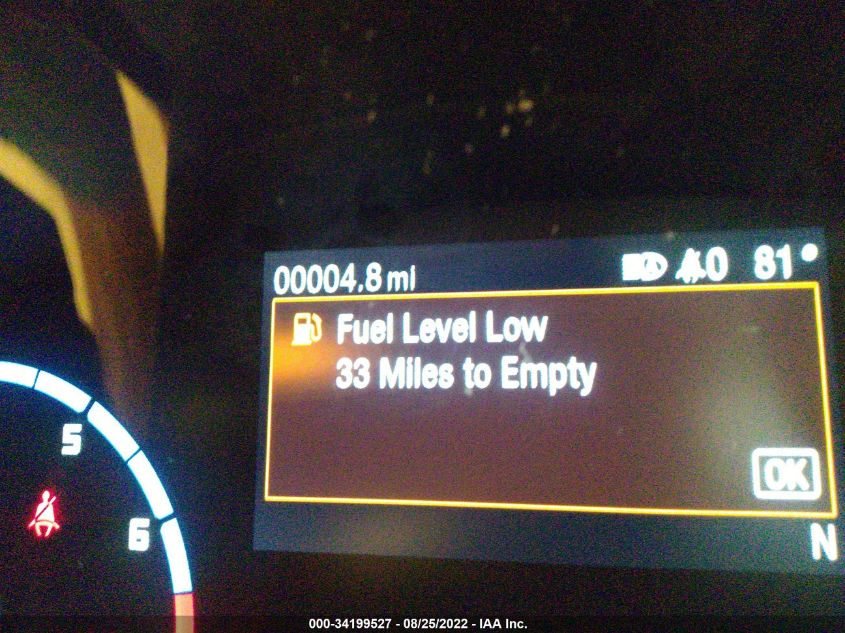 00004.8 mi 0 81°
Fuel Level Low
33 Miles to Empty
OK
N
5
6
000-34199527 - 08/25/2022 - IAA Inc.